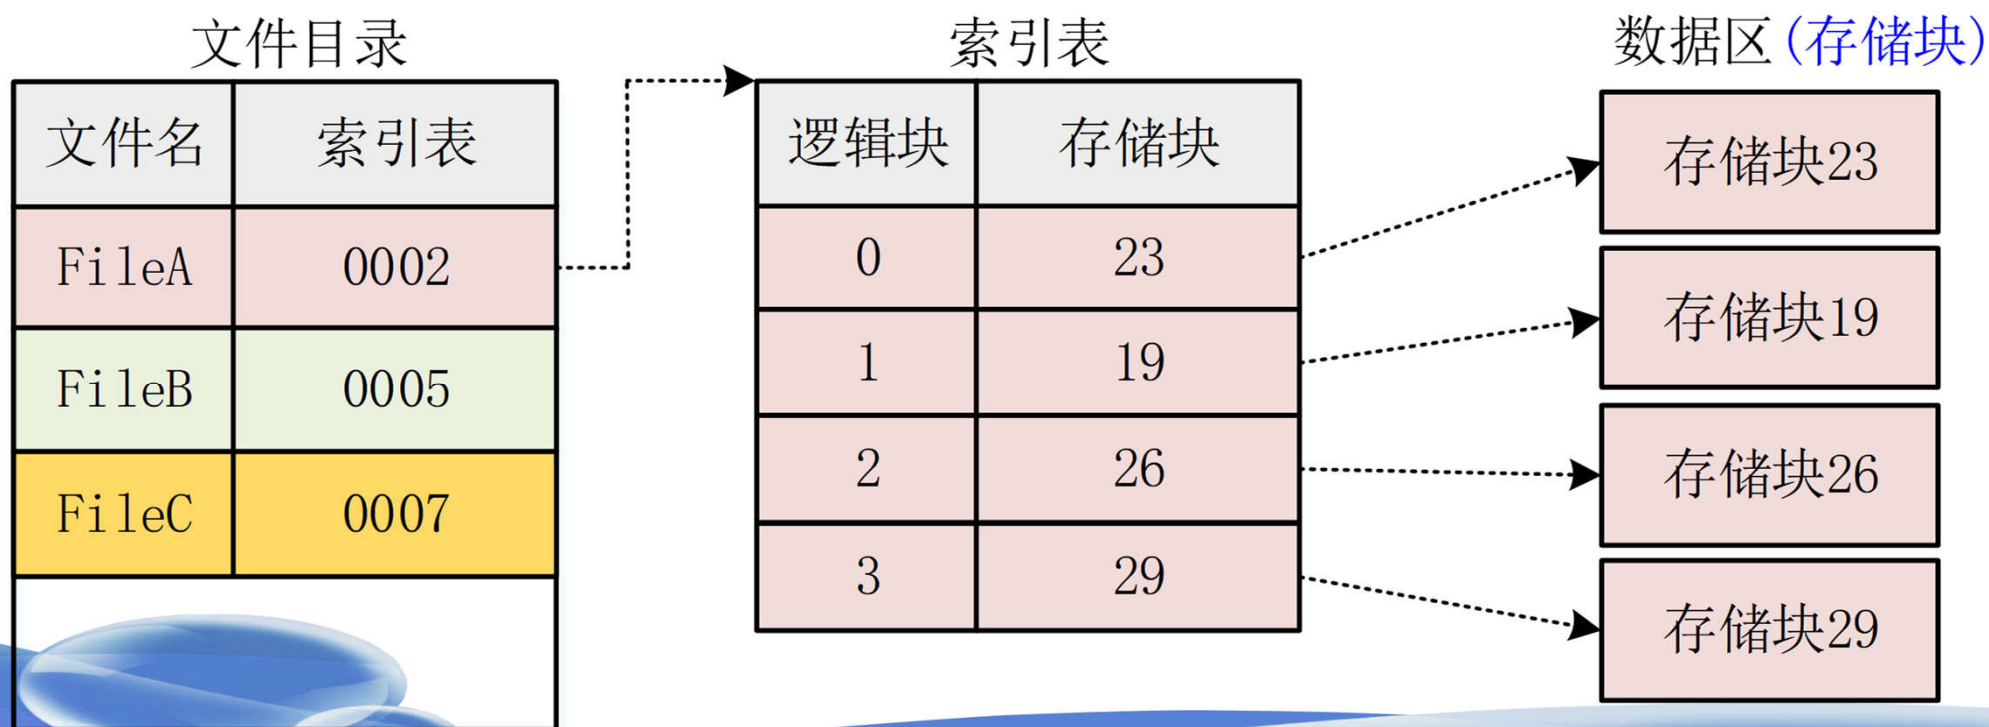 文件目录
文件名 索引表
FileA 0002
FileB 0005
FileC 0007
索引表
逻辑块 存储块
0 23
1 19
2 26
3 29
数据区(存储块)
存储块23
存储块19
存储块26
存储块29